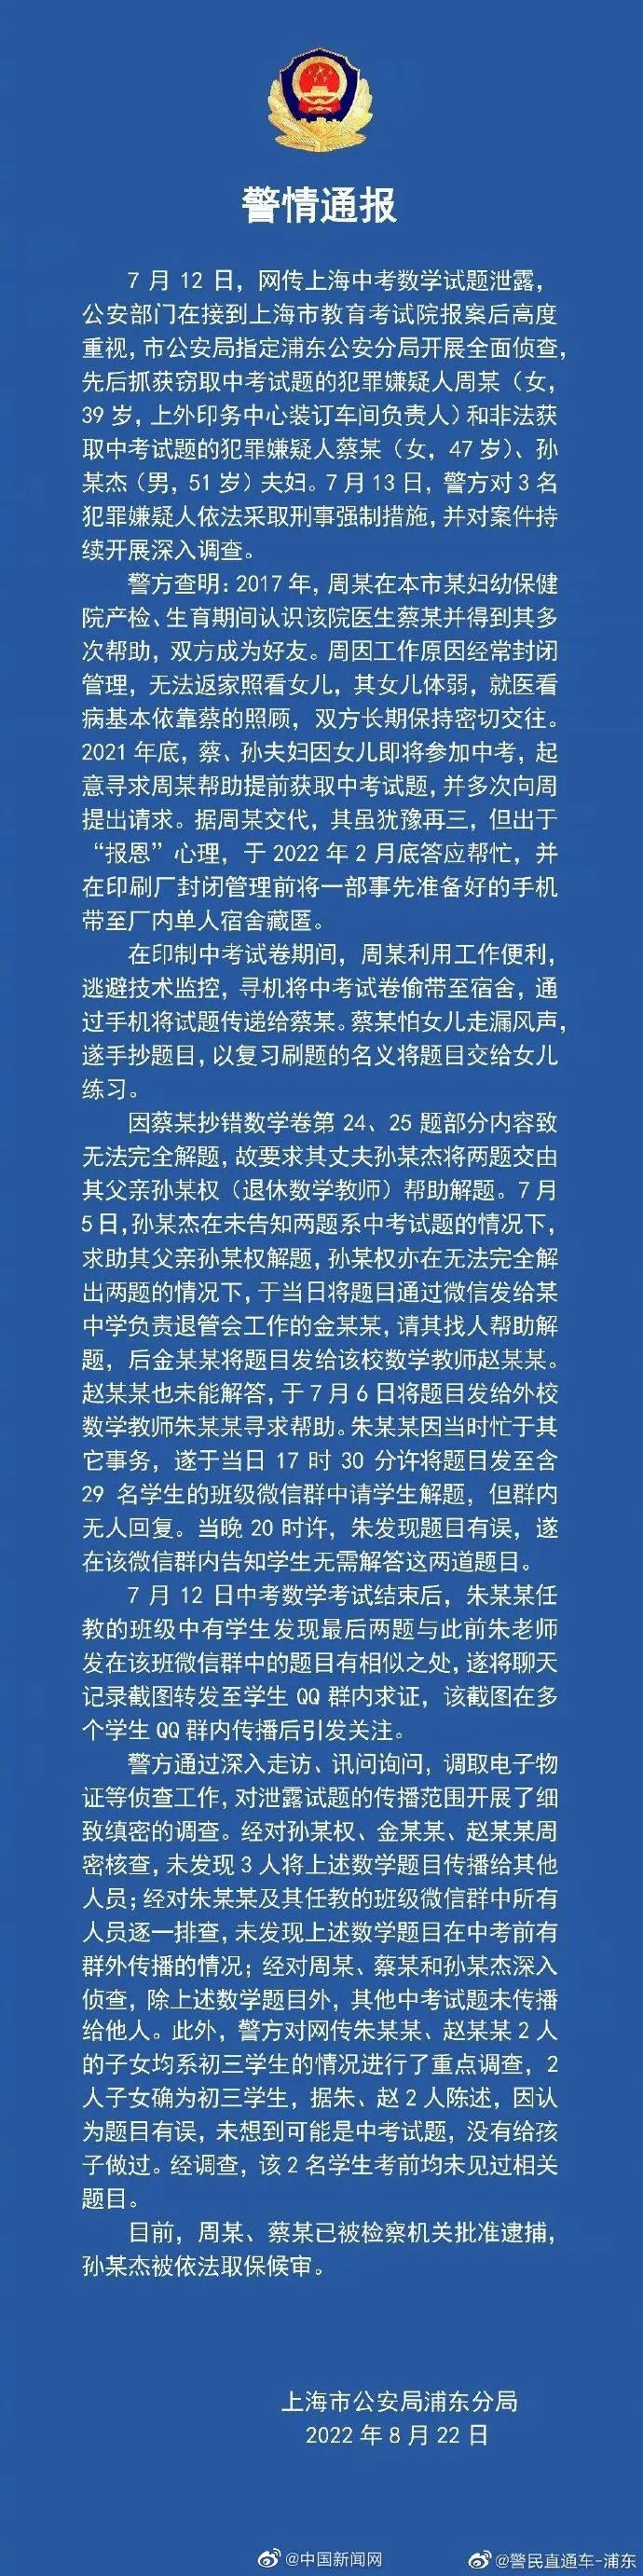 警情通报
7 月 12 日，网传上海中考数学试题泄露，
公安部门在接到上海市教育考试院报案后高度
重视，市公安局指定浦东公安分局开展全面侦查，
先后抓获窃取中考试题的犯罪嫌疑人周某（女，
39 岁，上外印务中心装订车间负责人）和非法获
取中考试题的犯罪嫌疑人蔡某（女，47 岁）、孙
某杰（男，51 岁）夫妇。7 月 13 日，警方对 3 名
犯罪嫌疑人依法采取刑事强制措施，并对案件持
续开展深入调查。
警方查明：2017 年，周某在本市某妇幼保健
院产检、生育期间认识该院医生蔡某并得到其多
次帮助，双方成为好友。周因工作原因经常封闭
管理，无法返家照看女儿，其女儿体弱，就医看
病基本依靠蔡的照顾，双方长期保持密切交往。
2021 年底，蔡、孙夫妇因女儿即将参加中考，起
意寻求周某帮助提前获取中考试题，并多次向周
提出请求。据周某交代，其虽犹豫再三，但出于
“报恩”心理，于 2022 年 2 月底答应帮忙，并
在印刷厂封闭管理前将一部事先准备好的手机
带至厂内单人宿舍藏匿。
在印制中考试卷期间，周某利用工作便利，
逃避技术监控，寻机将中考试卷偷带至宿舍，通
过手机将试题传递给蔡某。蔡某怕女儿走漏风声，
遂手抄题目，以复习刷题的名义将题目交给女儿
练习。
因蔡某抄错数学卷第 24、25 题部分内容致
无法完全解题，故要求其丈夫孙某杰将两题交由
其父亲孙某权（退休数学教师）帮助解题。7 月
5 日，孙某杰在未告知两题系中考试题的情况下，
求助其父亲孙某权解题，孙某权亦在无法完全解
出两题的情况下，于当日将题目通过微信发给某
中学负责退管会工作的金某某，请其找人帮助解
题，后金某某将题目发给该校数学教师赵某某。
赵某某也未能解答，于 7 月 6 日将题目发给外校
数学教师朱某某寻求帮助。朱某某因当时忙于其
它事务，遂于当日 17 时 30 分许将题目发至含
29 名学生的班级微信群中请学生解题，但群内
无人回复。当晚 20 时许，朱发现题目有误，遂
在该微信群内告知学生无需解答这两道题目。
7 月 12 日中考数学考试结束后，朱某某任
教的班级中有学生发现最后两题与此前朱老师
发在该班微信群中的题目有相似之处，遂将聊天
记录截图转发至学生 QQ 群内求证，该截图在多
个学生 QQ 群内传播后引发关注。
警方通过深入走访、讯问询问，调取电子物
证等侦查工作，对泄露试题的传播范围开展了细
致缜密的调查。经对孙某权、金某某、赵某某周
密核查，未发现 3 人将上述数学题目传播给其他
人员；经对朱某某及其任教的班级微信群中所有
人员逐一排查，未发现上述数学题目在中考前有
群外传播的情况；经对周某、蔡某和孙某杰深入
侦查，除上述数学题目外，其他中考试题未传播
给他人。此外，警方对网传朱某某、赵某某 2 人
的子女均系初三学生的情况进行了重点调查，2
人子女确为初三学生，据朱、赵 2 人陈述，因认
为题目有误，未想到可能是中考试题，没有给孩
子做过。经调查，该 2 名学生考前均未见过相关
题目。
目前，周某、蔡某已被检察机关批准逮捕，
孙某杰被依法取保候审。
上海市公安局浦东分局
2022 年 8 月 22 日
@中国新闻网
@警民直通车-浦东